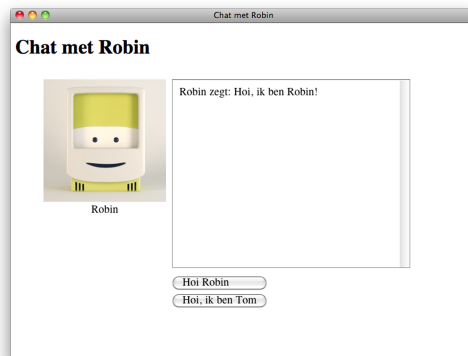 Chat met Robin
Chat met Robin
Robin zegt: Hoi, ik ben Robin!
Robin
Hoi Robin
Hoi, ik ben Tom